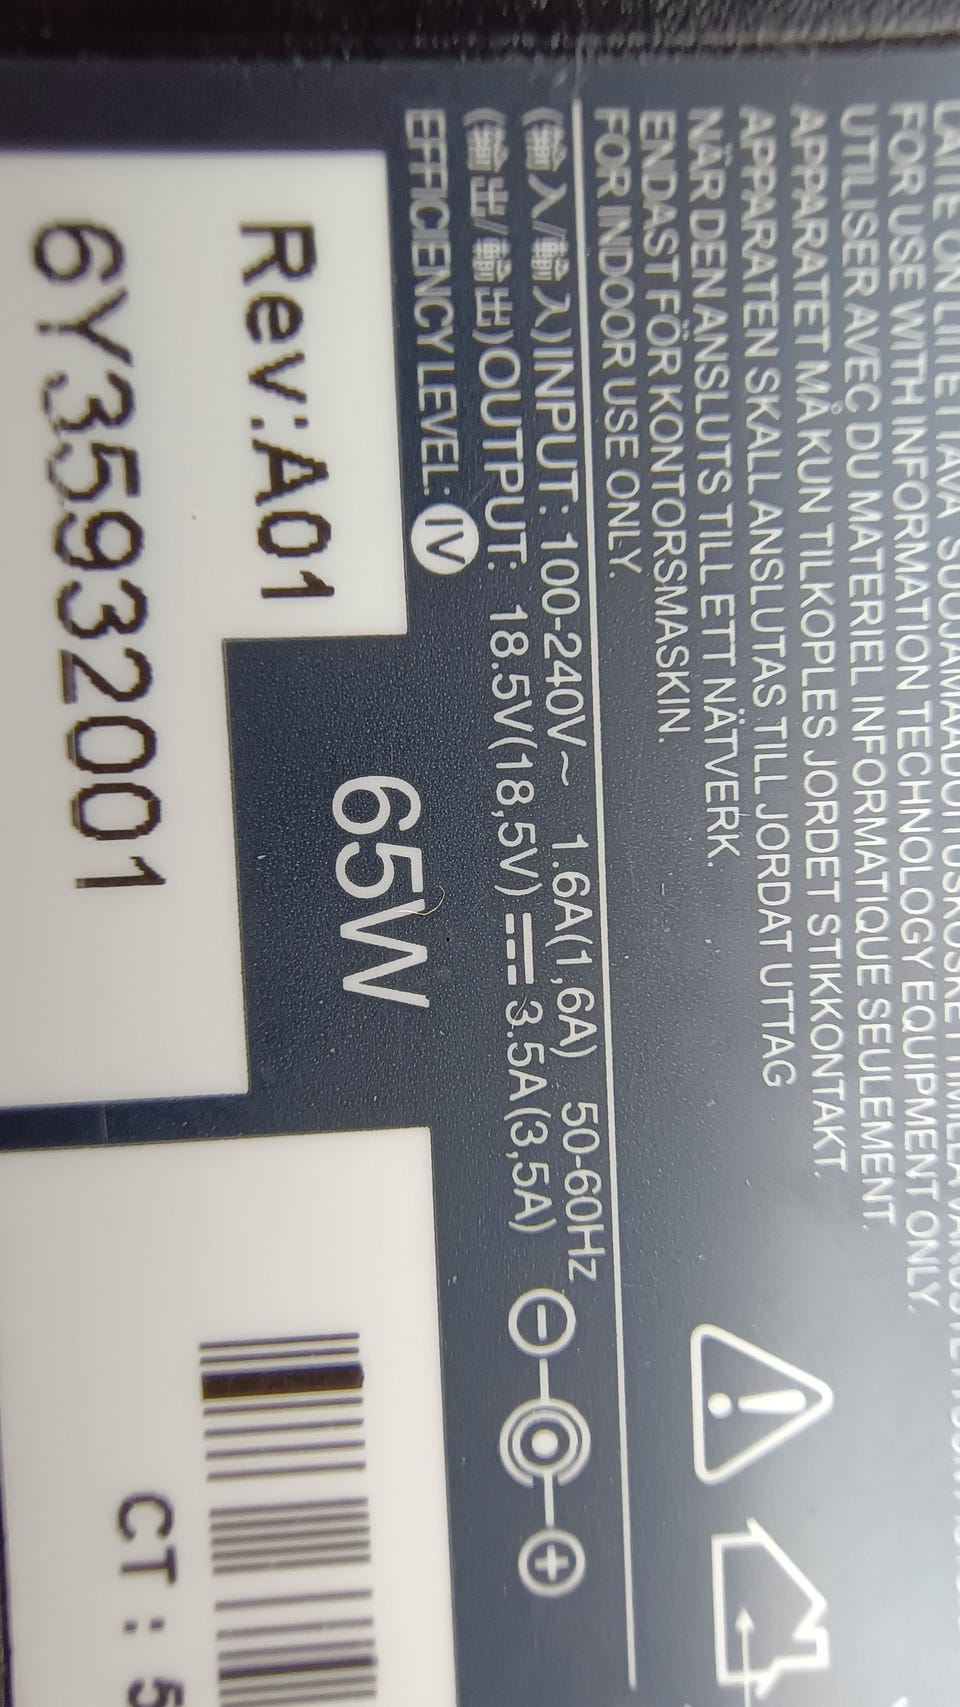 FOR USE WITH INFORMATION TECHNOLOGY EQUIPMENT ONLY.
UTILISER AVEC DU MATERIEL INFORMATIQUE SEULEMENT.
APPARATET MÅ KUN TILKOPLES JORDET STIKKONTAKT.
APPARATEN SKALL ANSLUTAS TILL JORDAT UTTAG
NÄR DEN ANSLUTS TILL ETT NÄTVERK.
ENDAST FÖR KONTORSMASKIN.
FOR INDOOR USE ONLY.
(输入/輸入)INPUT: 100-240V~ 1.6A(1,6A) 50-60Hz
(输出/輸出)OUTPUT: 18.5V(18,5V) ⎓ 3.5A(3,5A)
EFFICIENCY LEVEL: IV
65W
Rev:A01
6Y35932001
CT: 5